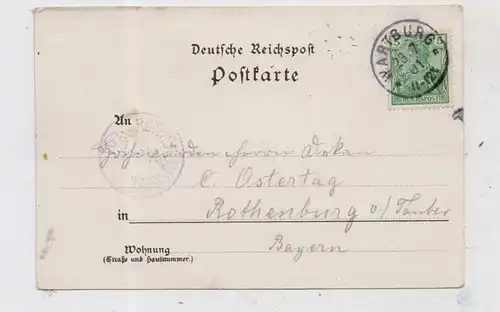 Deutsche Reichspost
Postkarte
WARTBURG
An
Hochwürden Herrn Dekan
C. Ostertag
in Rothenburg o/Tauber
Bayern
Wohnung
(Straße und Hausnummer.)